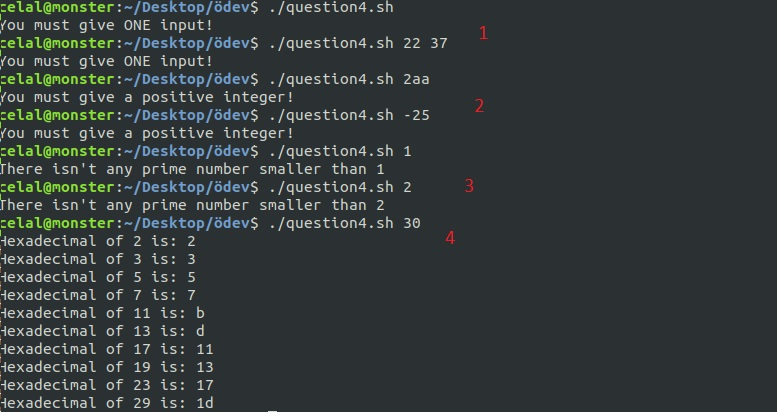 celal@monster:~/Desktop/ödev$ ./question4.sh
You must give ONE input!
1
celal@monster:~/Desktop/ödev$ ./question4.sh 22 37
You must give ONE input!
celal@monster:~/Desktop/ödev$ ./question4.sh 2aa
You must give a positive integer!
2
celal@monster:~/Desktop/ödev$ ./question4.sh -25
You must give a positive integer!
celal@monster:~/Desktop/ödev$ ./question4.sh 1
There isn't any prime number smaller than 1
celal@monster:~/Desktop/ödev$ ./question4.sh 2
3
There isn't any prime number smaller than 2
celal@monster:~/Desktop/ödev$ ./question4.sh 30
4
Hexadecimal of 2 is: 2
Hexadecimal of 3 is: 3
Hexadecimal of 5 is: 5
Hexadecimal of 7 is: 7
Hexadecimal of 11 is: b
Hexadecimal of 13 is: d
Hexadecimal of 17 is: 11
Hexadecimal of 19 is: 13
Hexadecimal of 23 is: 17
Hexadecimal of 29 is: 1d